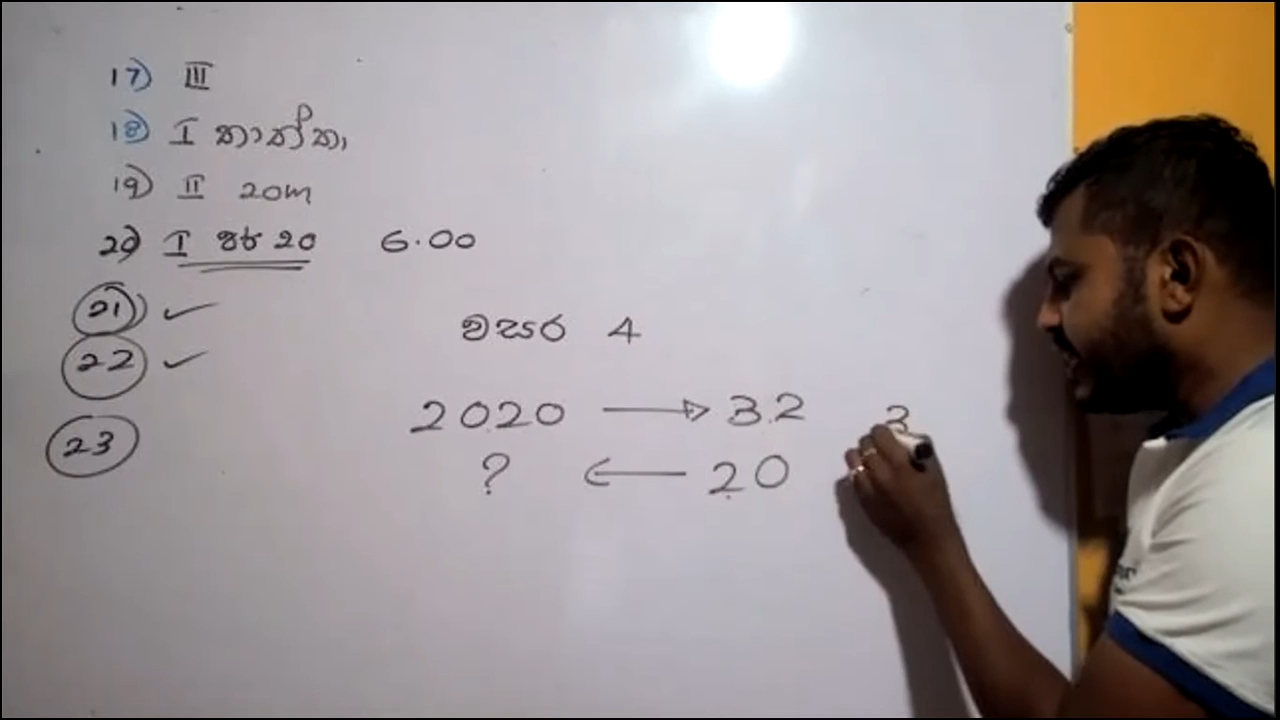 17) III
18) I කාන්තා
19) II 20m
20) I පැය 20 6.00
21) ✓
22 ✓
23
වසර 4
2020 → 32 3
? ← 20